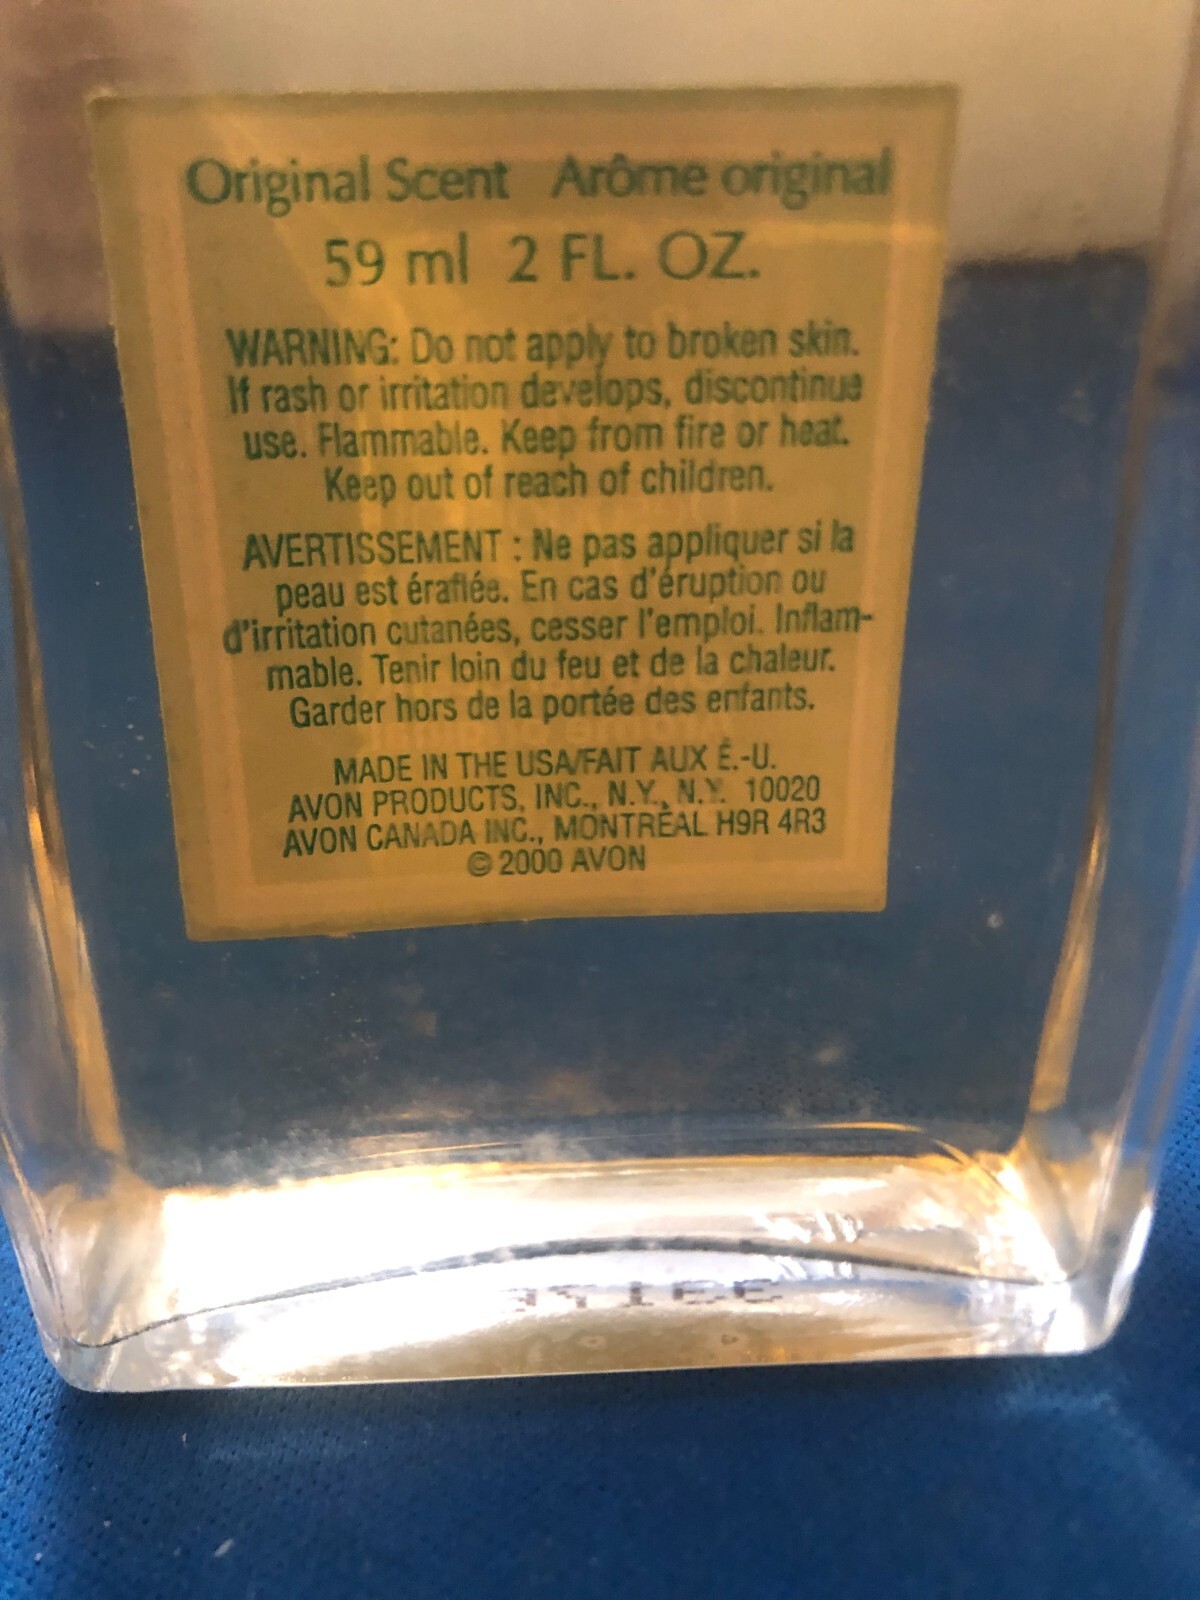 Original Scent Arôme original
59 ml 2 FL. OZ.
WARNING: Do not apply to broken skin.
If rash or irritation develops, discontinue
use. Flammable. Keep from fire or heat.
Keep out of reach of children.
AVERTISSEMENT : Ne pas appliquer si la
peau est éraflée. En cas d'éruption ou
d'irritation cutanées, cesser l'emploi. Inflam-
mable. Tenir loin du feu et de la chaleur.
Garder hors de la portée des enfants.
MADE IN THE USA/FAIT AUX É.-U.
AVON PRODUCTS, INC., N.Y., N.Y. 10020
AVON CANADA INC., MONTRÉAL H9R 4R3
© 2000 AVON